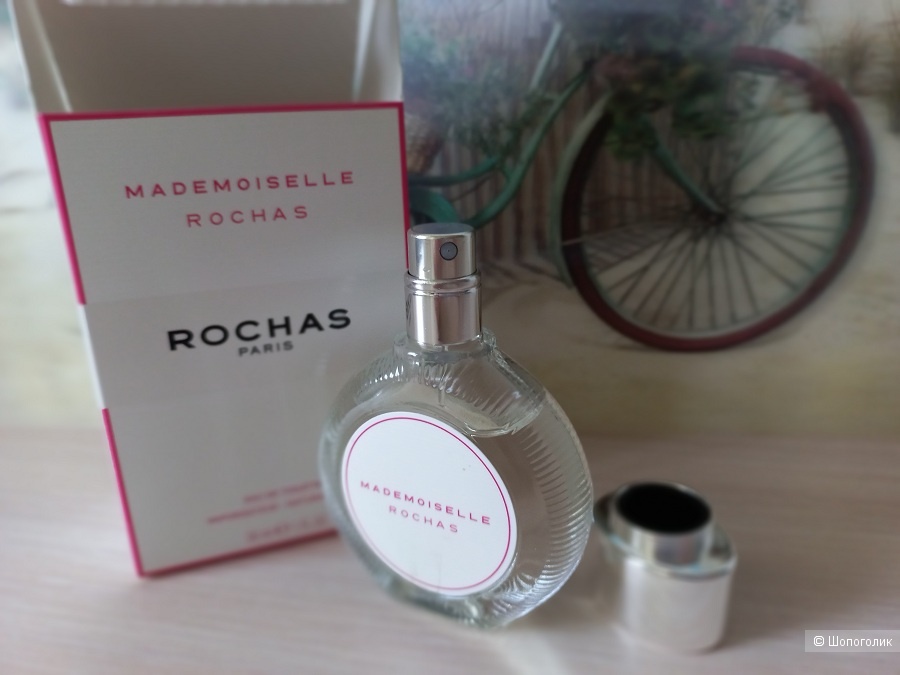 MADEMOISELLE
ROCHAS
ROCHAS
PARIS
MADEMOISELLE
ROCHAS
© Шопоголик